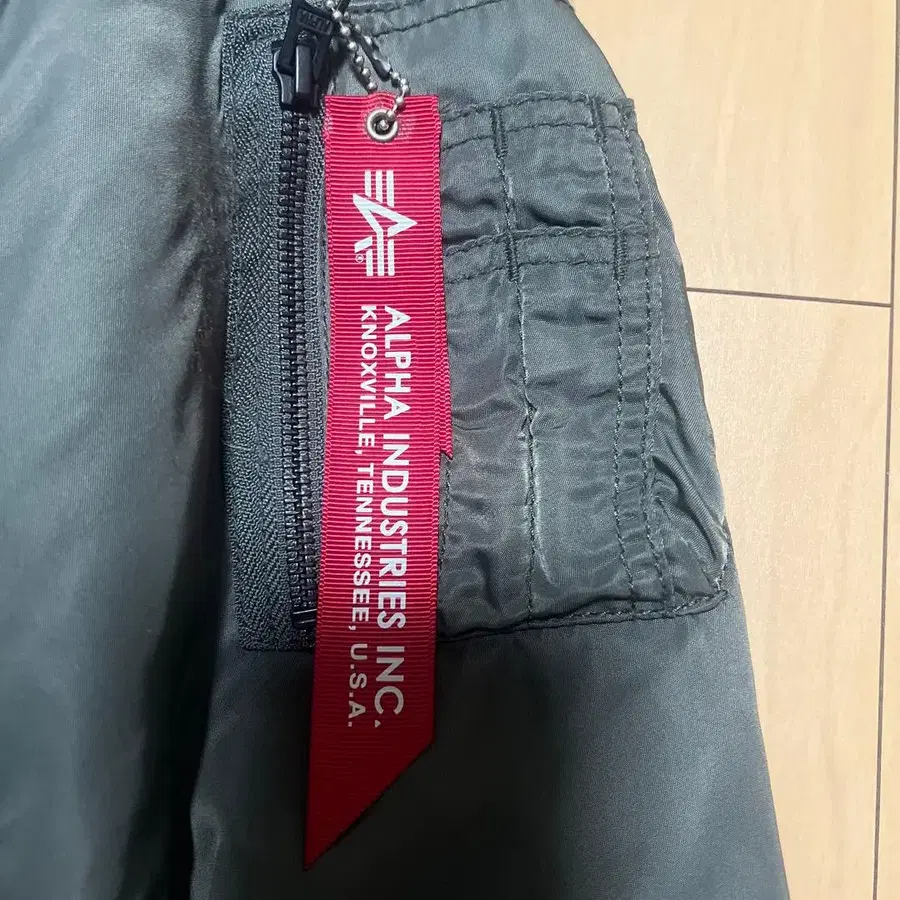 ALPHA INDUSTRIES INC.
KNOXVILLE, TENNESSEE, U.S.A.